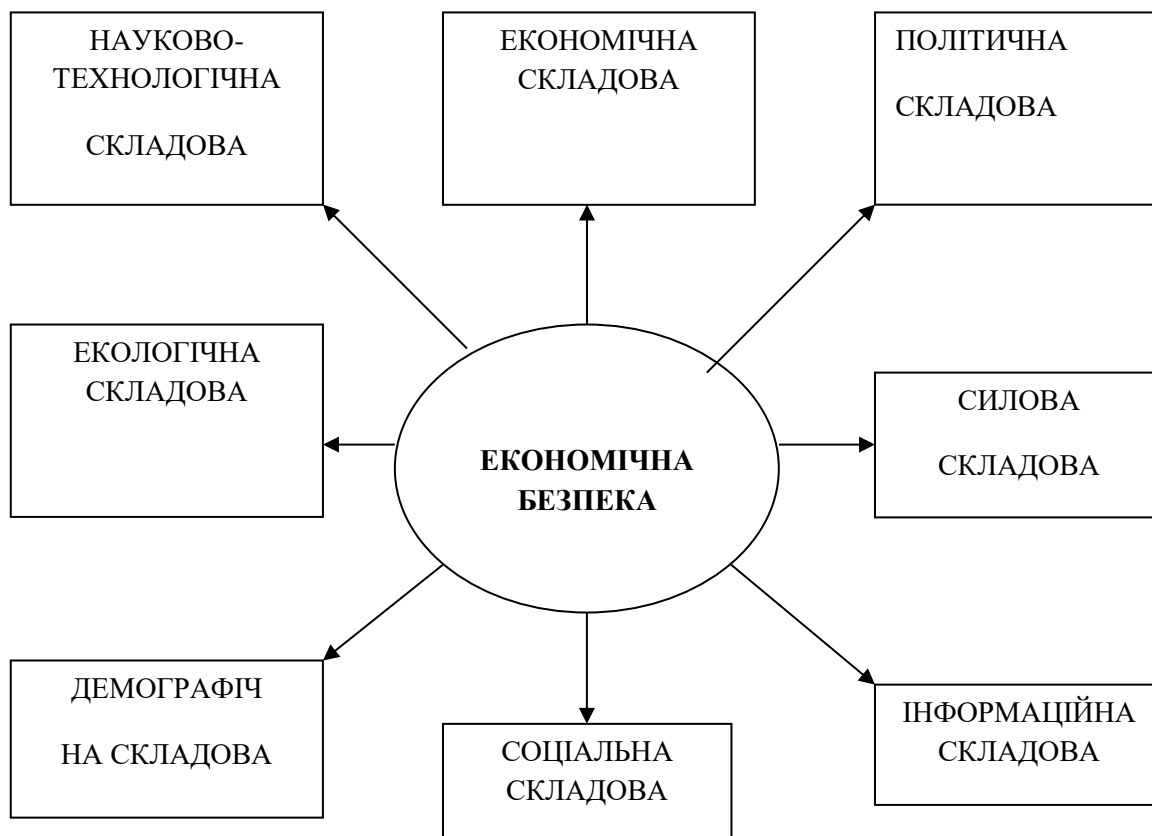 НАУКОВО-
ТЕХНОЛОГІЧНА
СКЛАДОВА
ЕКОНОМІЧНА
СКЛАДОВА
ПОЛІТИЧНА
СКЛАДОВА
ЕКОЛОГІЧНА
СКЛАДОВА
ЕКОНОМІЧНА
БЕЗПЕКА
СИЛОВА
СКЛАДОВА
ДЕМОГРАФІЧ
НА СКЛАДОВА
СОЦІАЛЬНА
СКЛАДОВА
ІНФОРМАЦІЙНА
СКЛАДОВА